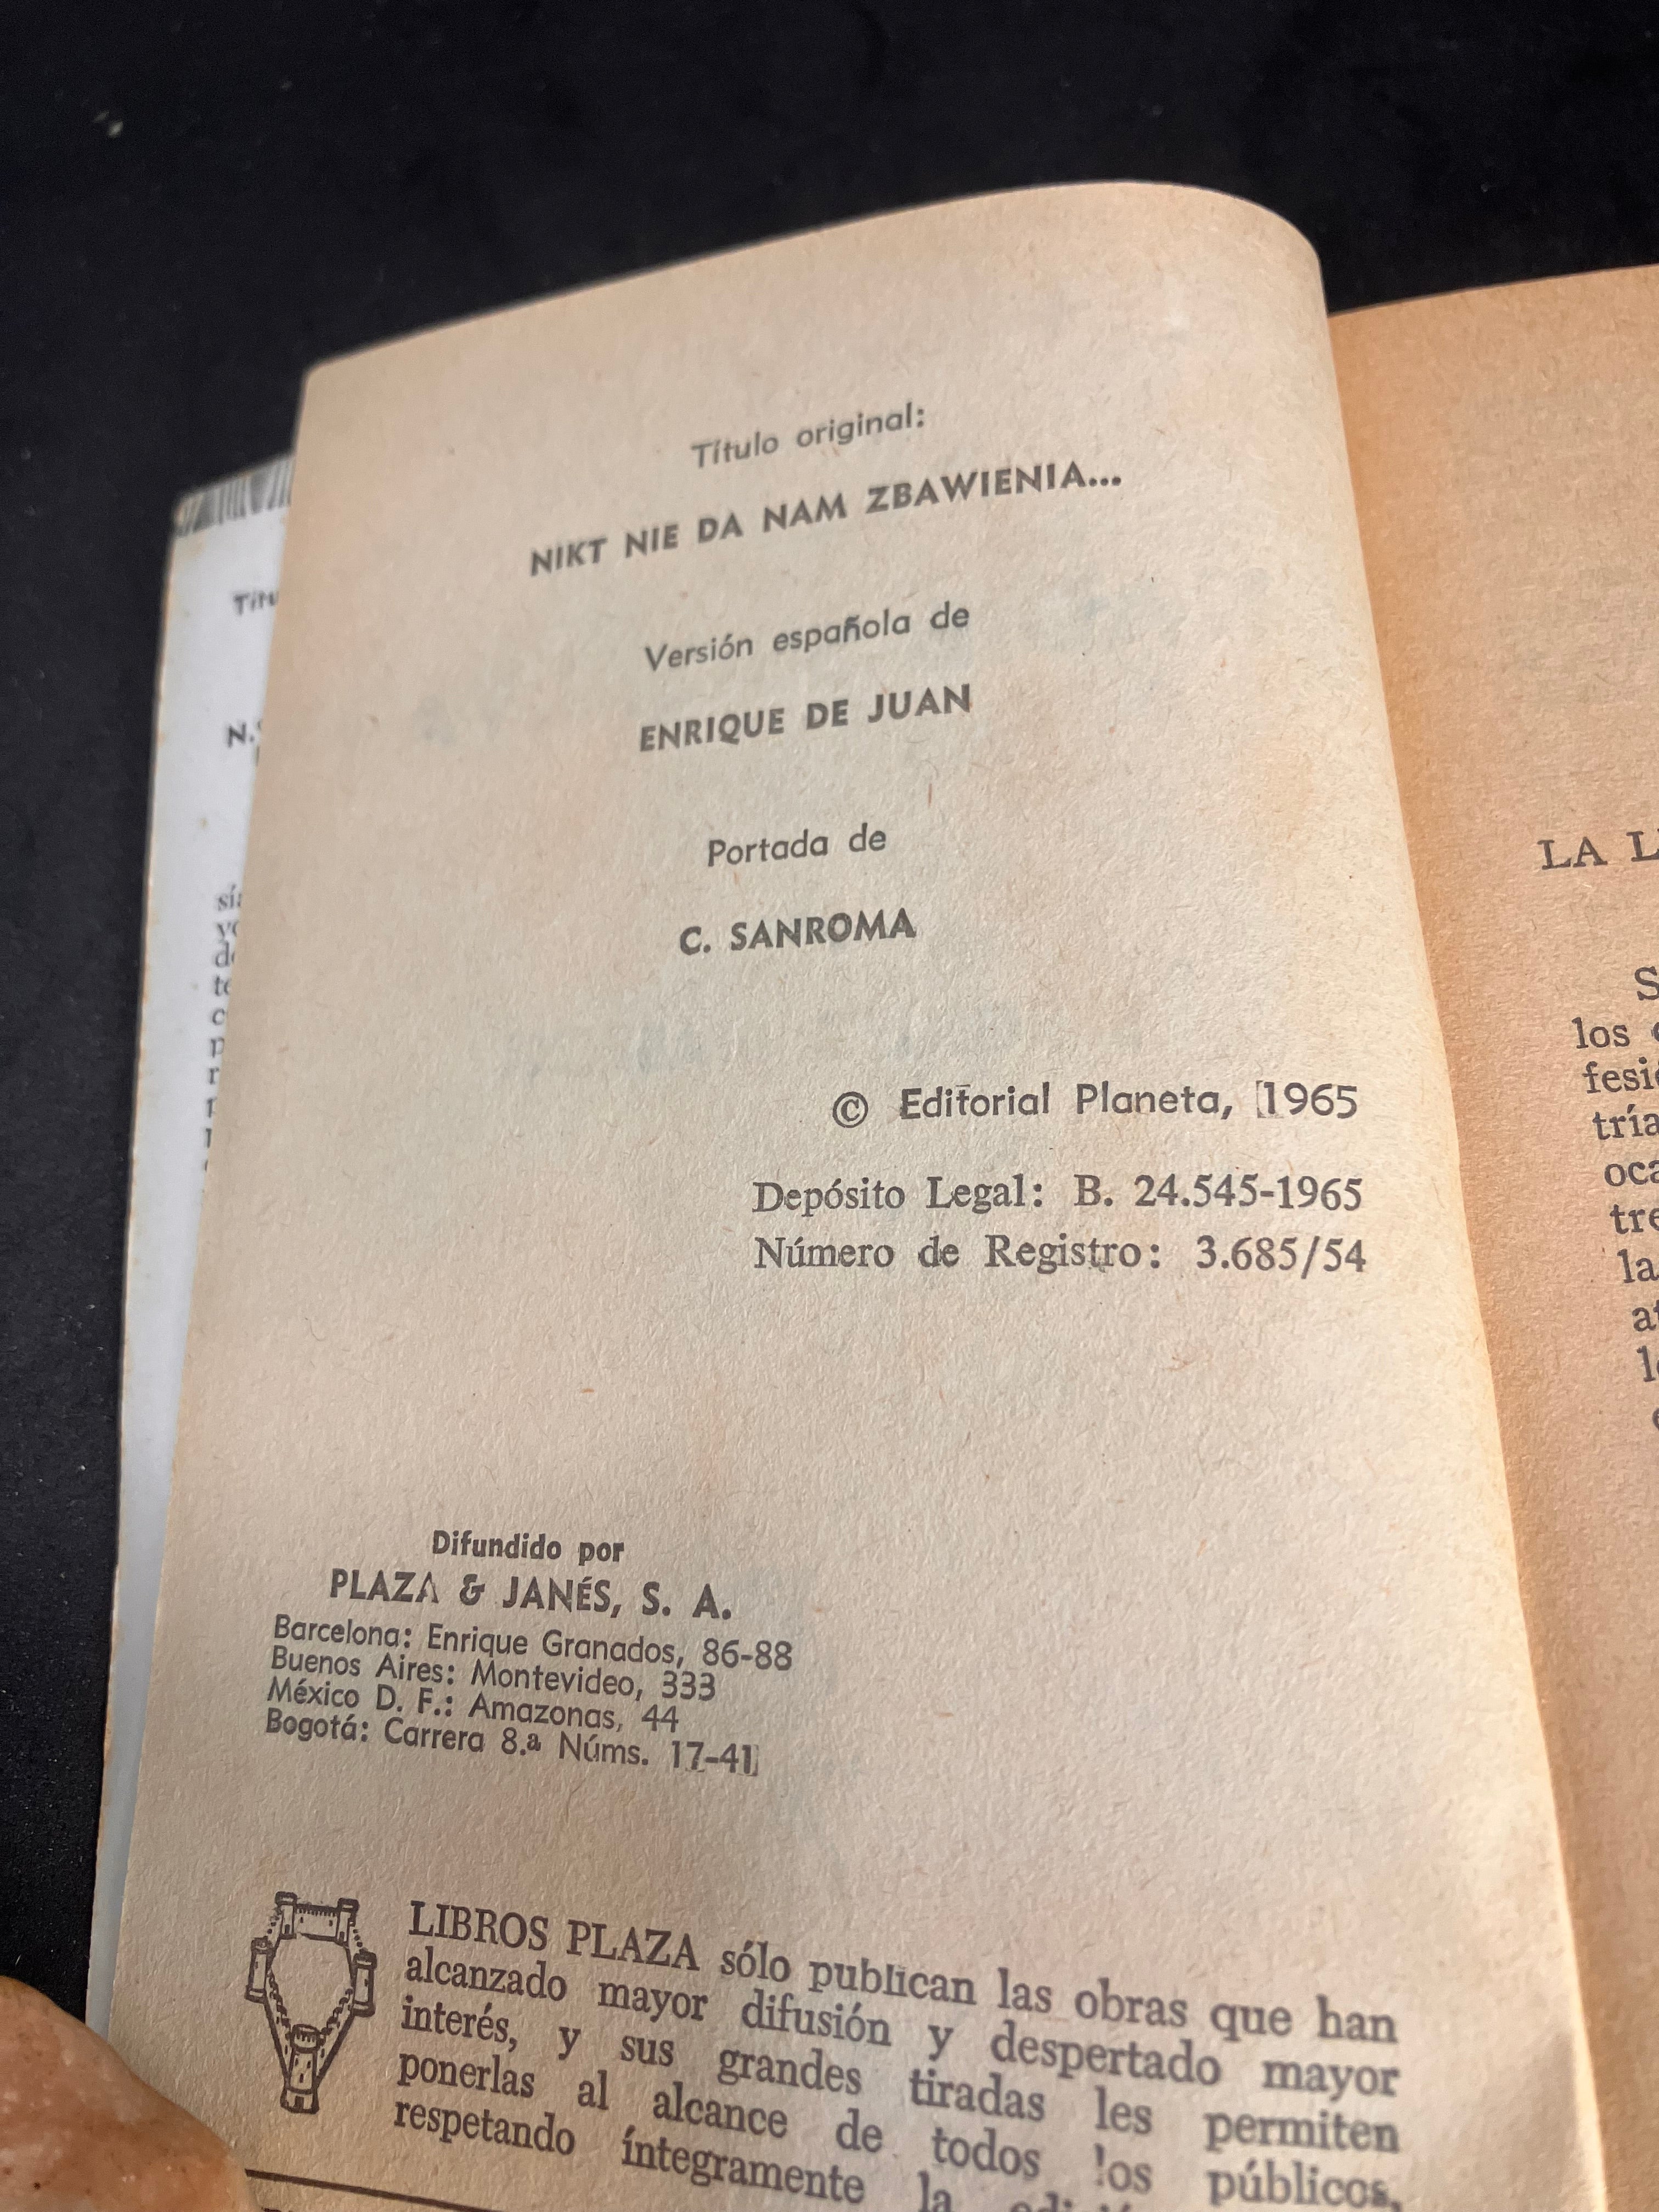 Título original:
NIKT NIE DA NAM ZBAWIENIA...
Versión española de
ENRIQUE DE JUAN
Portada de
C. SANROMA
© Editorial Planeta, 1965
Depósito Legal: B. 24.545-1965
Número de Registro: 3.685/54
Difundido por
PLAZA & JANÉS, S. A.
Barcelona: Enrique Granados, 86-88
Buenos Aires: Montevideo, 333
México D. F.: Amazonas, 44
Bogotá: Carrera 8.ª Núms. 17-41
LIBROS PLAZA sólo publican las obras que han
alcanzado mayor difusión y despertado mayor
interés, y sus grandes tiradas les permiten
ponerlas al alcance de todos los públicos,
respetando íntegramente la
LA
los